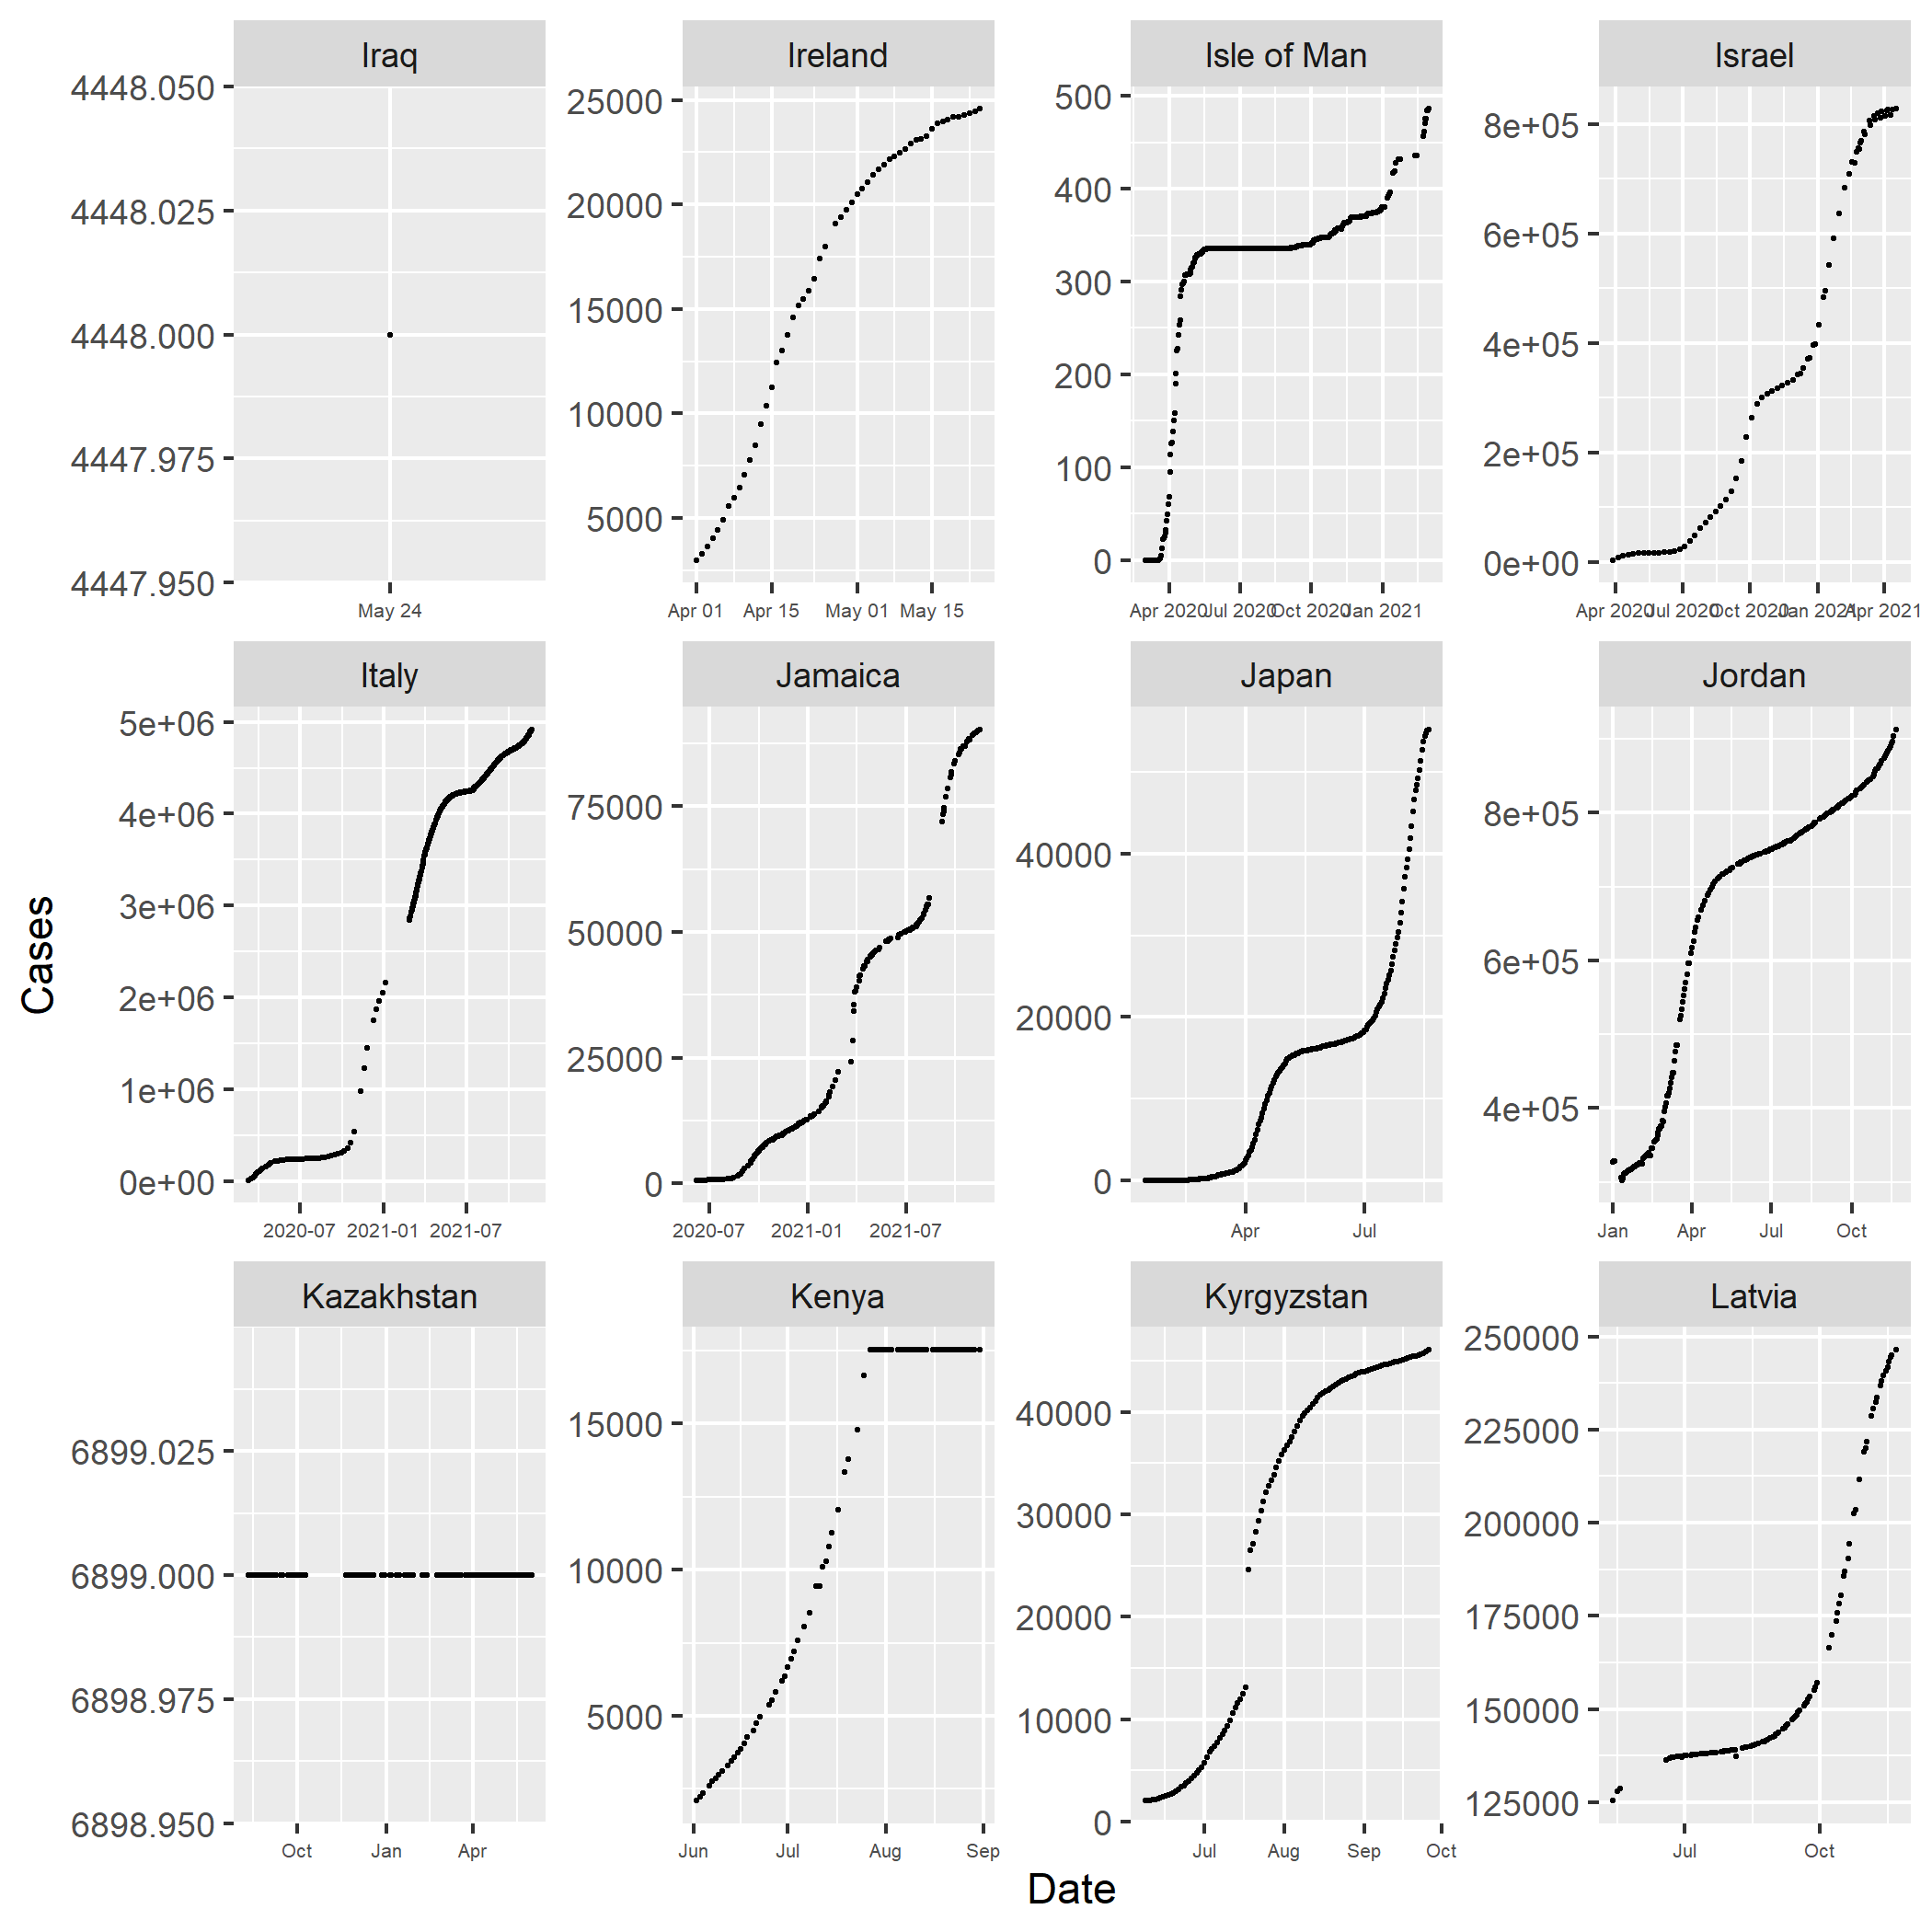 Iraq
Ireland
Isle of Man
Israel
4448.050
4448.025
4448.000
4447.975
4447.950
May 24
25000
20000
15000
10000
5000
Apr 01 Apr 15 May 01 May 15
500
400
300
200
100
0
Apr 2020 Jul 2020 Oct 2020 Jan 2021
8e+05
6e+05
4e+05
2e+05
0e+00
Apr 2020 Jul 2020 Oct 2020 Jan 2021 Apr 2021
Cases
Italy
Jamaica
Japan
Jordan
5e+06
4e+06
3e+06
2e+06
1e+06
0e+00
2020-07 2021-01 2021-07
75000
50000
25000
0
2020-07 2021-01 2021-07
40000
20000
0
Apr Jul
8e+05
6e+05
4e+05
Jan Apr Jul Oct
Kazakhstan
Kenya
Kyrgyzstan
Latvia
6899.025
6899.000
6898.975
6898.950
Oct Jan Apr
15000
10000
5000
Jun Jul Aug Sep
40000
30000
20000
10000
0
Jul Aug Sep Oct
250000
225000
200000
175000
150000
125000
Jul Oct
Date